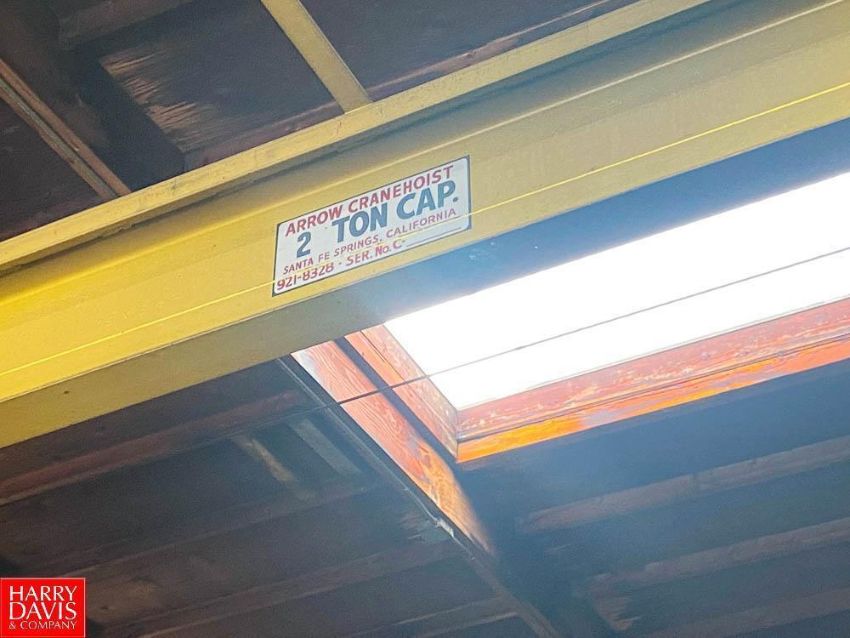 ARROW CRANEHOIST
2 TON CAP.
SANTA FE SPRINGS, CALIFORNIA
921-8328 • SER. No. C
HARRY
DAVIS
& COMPANY